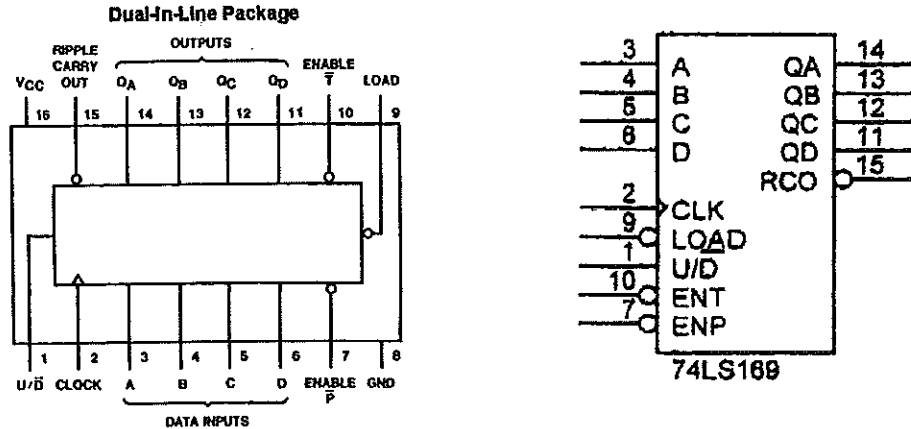 Dual-In-Line Package
OUTPUTS
RIPPLE CARRY OUT
ENABLE T̅
VCC
QA
QB
QC
QD
LOAD
16
15
14
13
12
11
10
9
1
2
3
4
5
6
7
8
U/D̅
CLOCK
A
B
C
D
ENABLE P̅
GND
DATA INPUTS
3 A QA 14
4 B QB 13
5 C QC 12
6 D QD 11
RCO 15
2 CLK
9 LOAD
1 U/D̅
10 ENT
7 ENP
74LS169